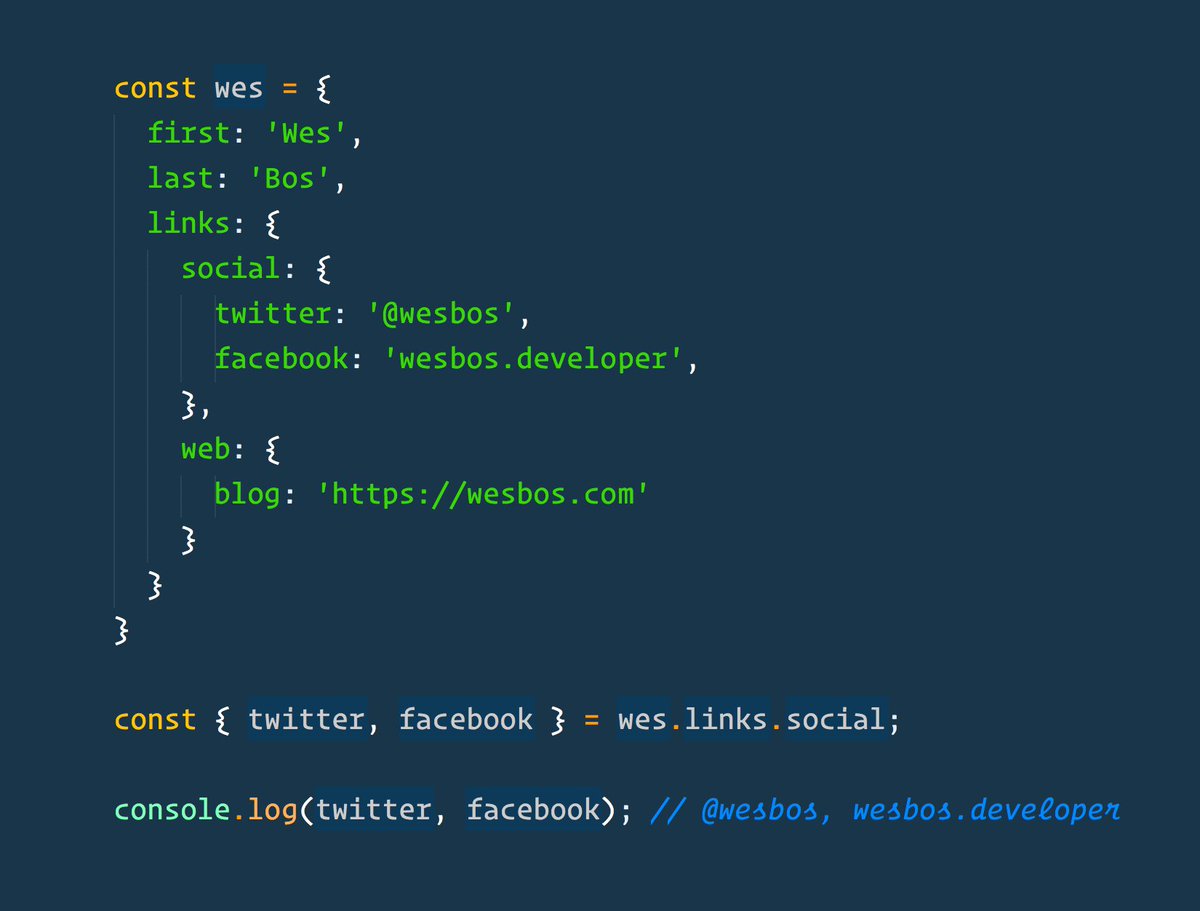 const wes = {
  first: 'Wes',
  last: 'Bos',
  links: {
    social: {
      twitter: '@wesbos',
      facebook: 'wesbos.developer',
    },
    web: {
      blog: 'https://wesbos.com'
    }
  }
}

const { twitter, facebook } = wes.links.social;

console.log(twitter, facebook); // @wesbos, wesbos.developer